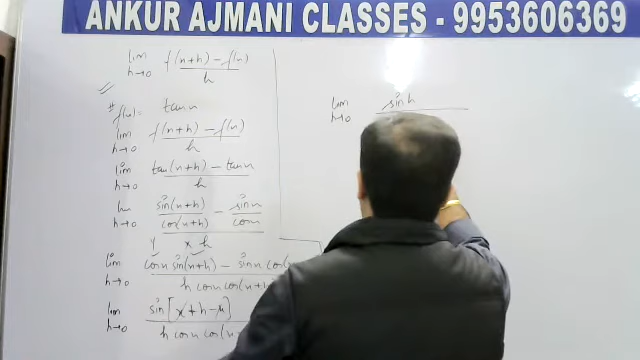 ANKUR AJMANI CLASSES - 9953606369
lim h→0 f(x+h) - f(x) / h
# f(x) = tan x
lim h→0 f(x+h) - f(x) / h
lim h→0 tan(x+h) - tan x / h
lim h→0 sin(x+h) / cos(x+h) - sin x / cos x
h
lim h→0 cos x sin(x+h) - sin x cos( / h cos x cos(x+h
lim h→0 sin[x+h-x] / h cos x cos(x
lim h→0 sin h